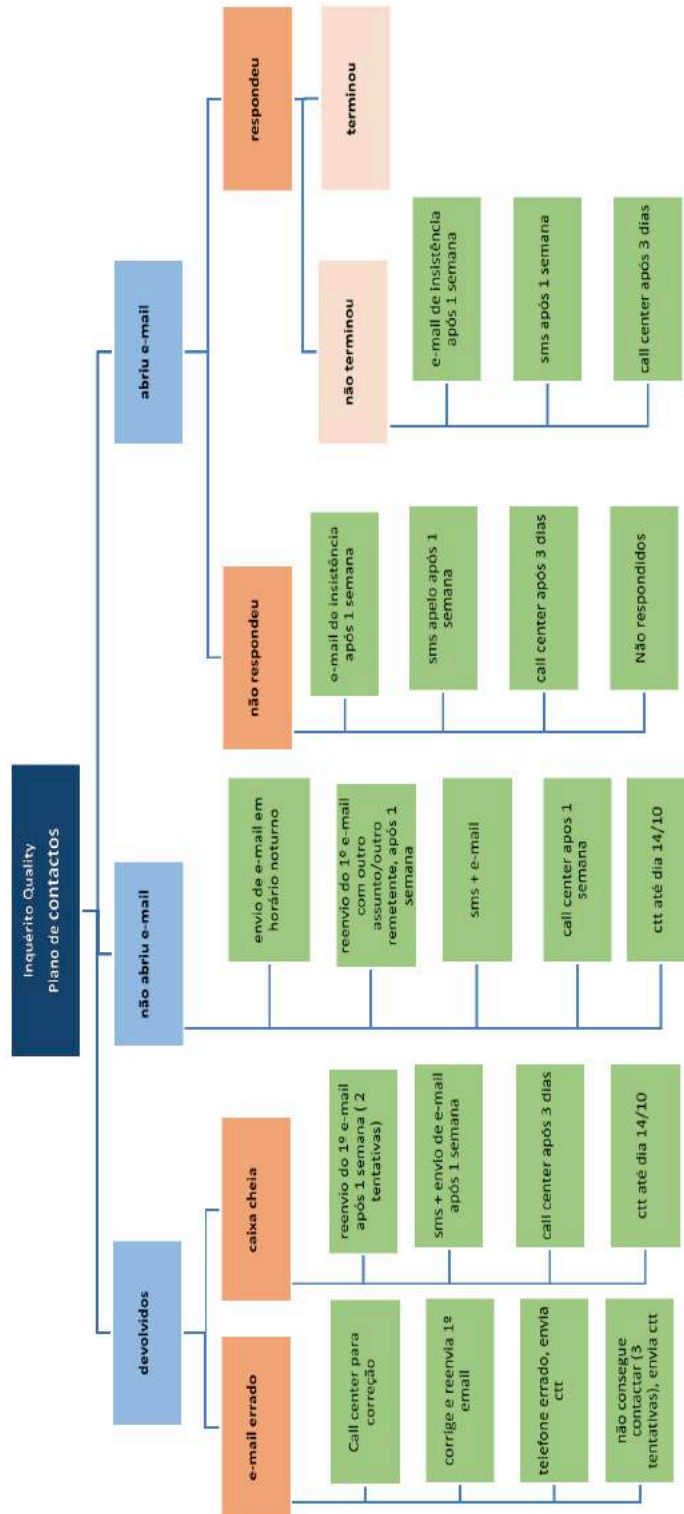 Inquérito Quality
Plano de contactos
devolvidos
não abriu e-mail
abriu e-mail
e-mail errado
Call center para
correção
corrige e reenvia 1º
email
telefone errado, envia
ctt
não consegue
contactar (3
tentativas), envia ctt
caixa cheia
reenvio do 1º e-mail
após 1 semana ( 2
tentativas)
sms + envio de e-mail
após 1 semana
call center após 3 dias
ctt até dia 14/10
envio de e-mail em
horário noturno
reenvio do 1º e-mail
com outro
assunto/outro
remetente, após 1
semana
sms + e-mail
call center apos 1
semana
ctt até dia 14/10
não respondeu
e-mail de insistência
após 1 semana
sms apelo após 1
semana
call center após 3 dias
Não respondidos
respondeu
não terminou
e-mail de insistência
após 1 semana
sms após 1 semana
call center após 3 dias
terminou